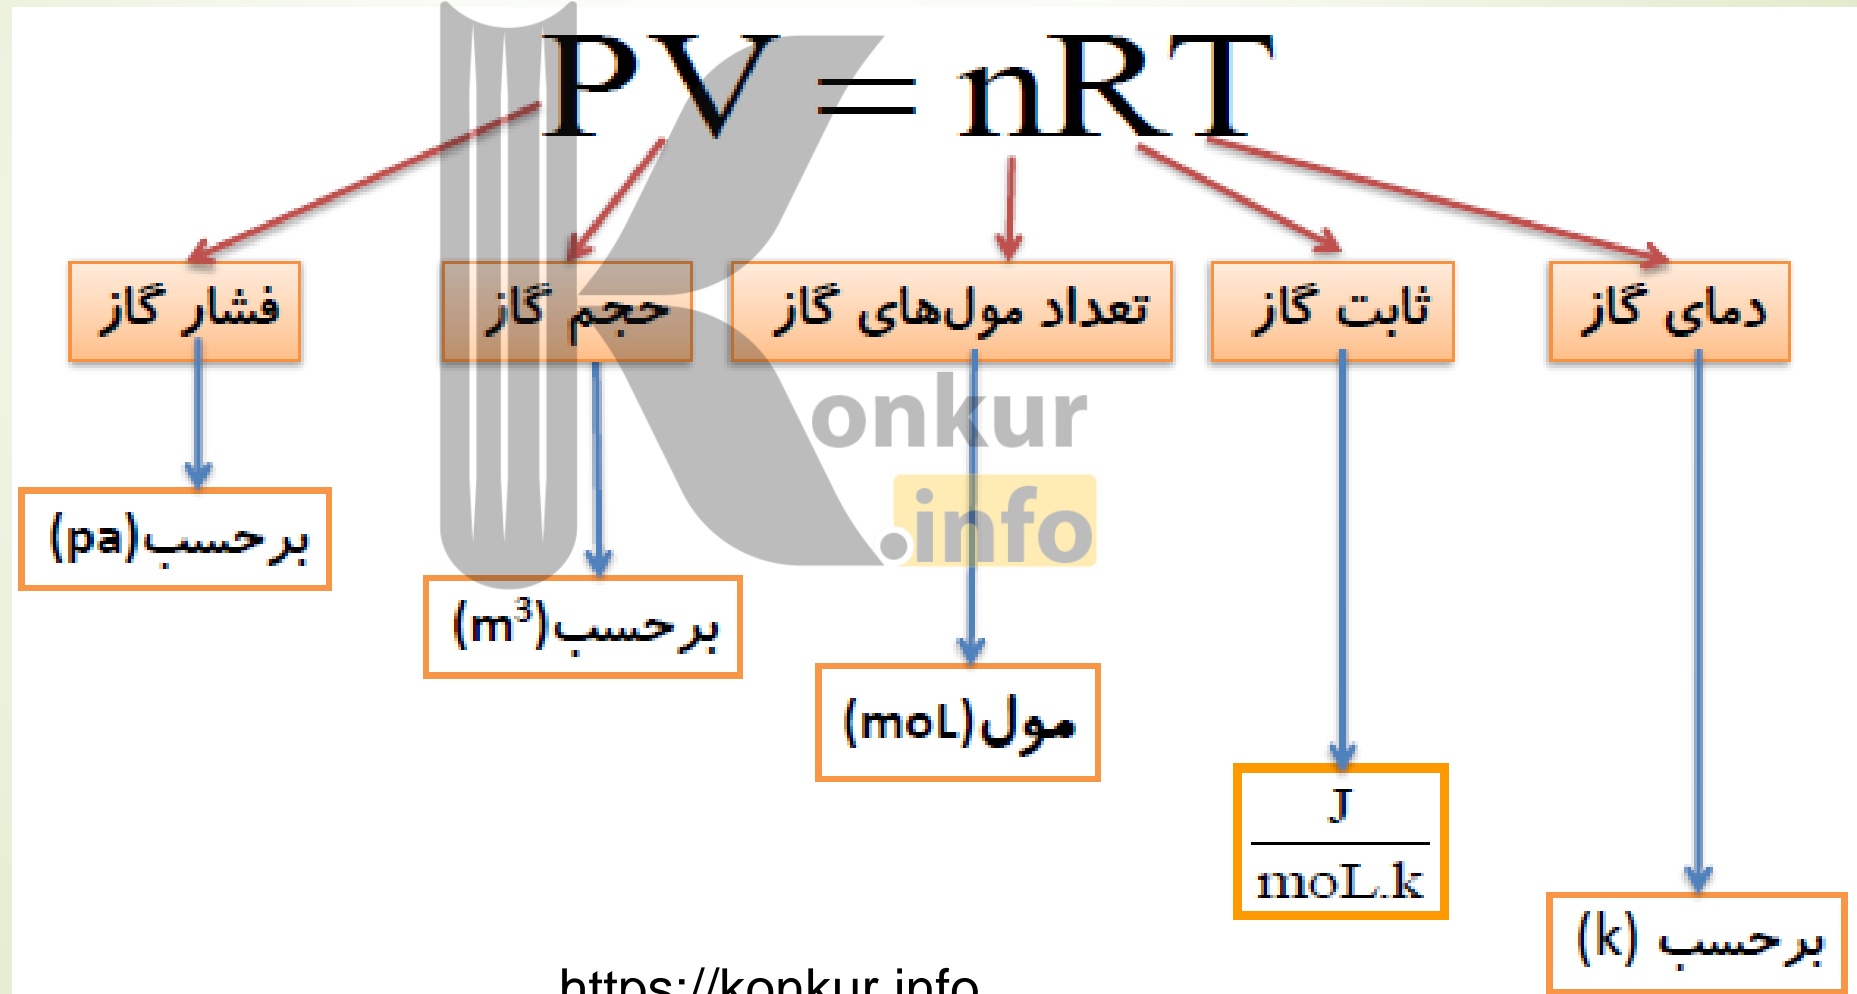 PV = nRT
فشار گاز
حجم گاز
تعداد مول‌های گاز
ثابت گاز
دمای گاز
onkur
.info
برحسب(pa)
برحسب(m³)
مول(moL)
J
moL.k
برحسب (k)
https://konkur.info